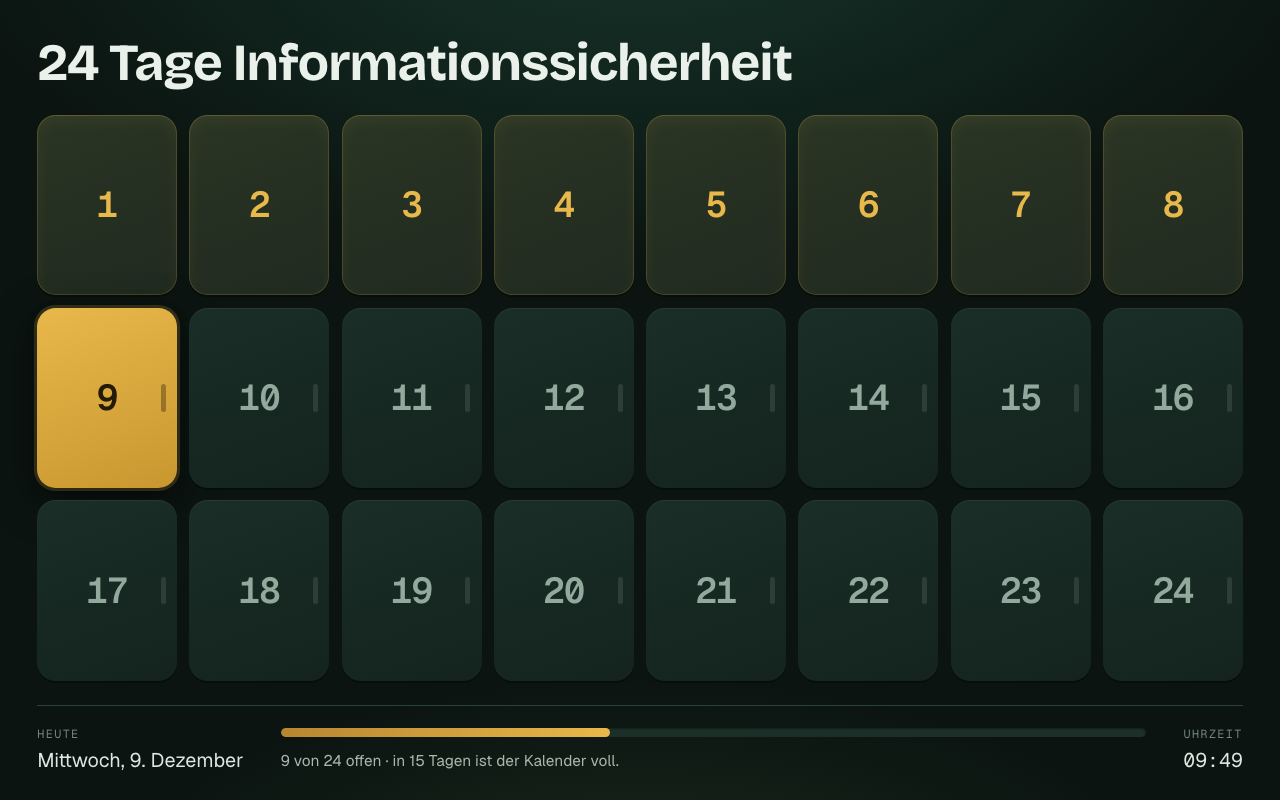 24 Tage Informationssicherheit
1 2 3 4 5 6 7 8
9 10 11 12 13 14 15 16
17 18 19 20 21 22 23 24
HEUTE
Mittwoch, 9. Dezember
9 von 24 offen · in 15 Tagen ist der Kalender voll.
UHRZEIT
09:49